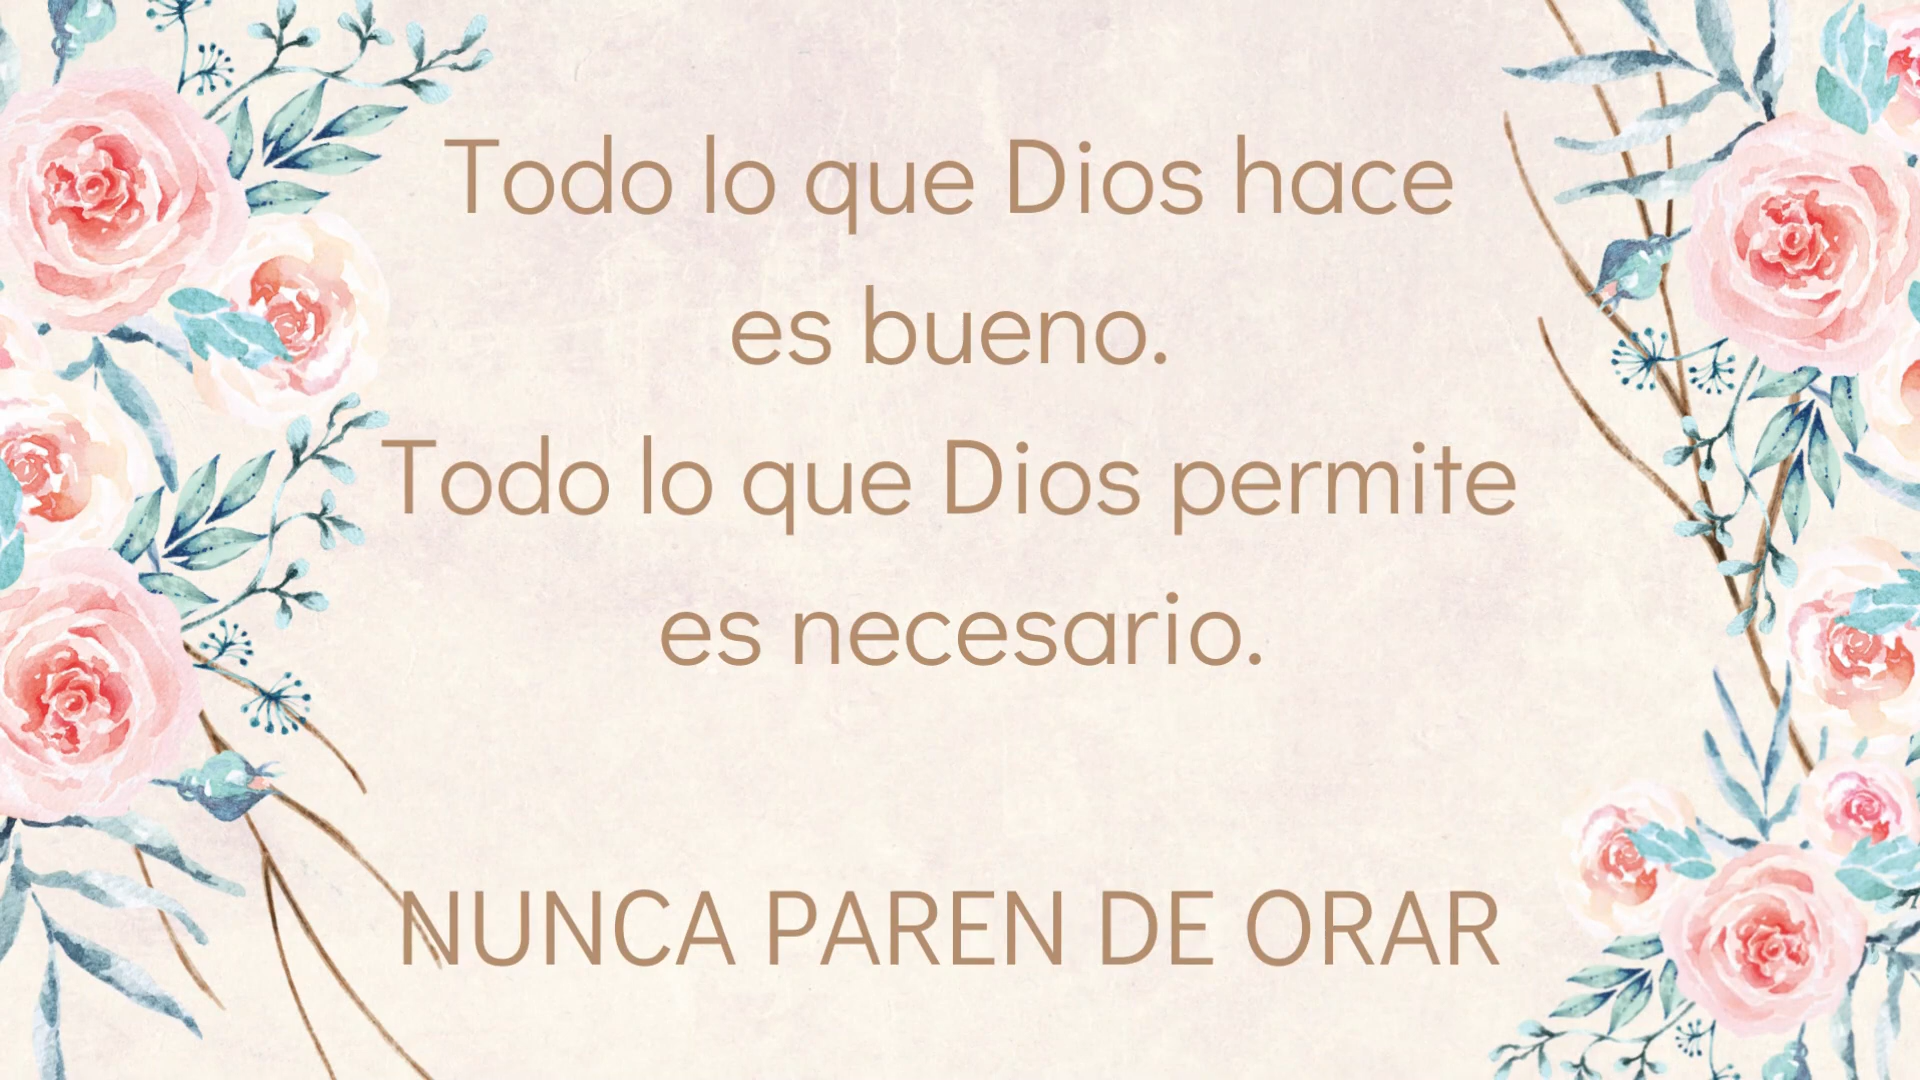 Todo lo que Dios hace
es bueno.
Todo lo que Dios permite
es necesario.
NUNCA PAREN DE ORAR